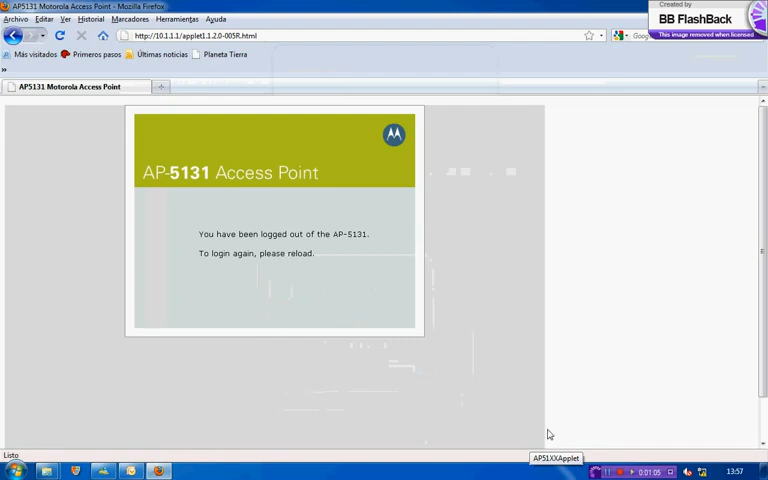 AP5131 Motorola Access Point - Mozilla Firefox
Archivo Editar Ver Historial Marcadores Herramientas Ayuda
Created by
BB FlashBack
This image removed when licensed
http://10.1.1.1/applet1.1.2.0-005R.html
Más visitados Primeros pasos Últimas noticias Planeta Tierra
»
AP5131 Motorola Access Point
AP-5131 Access Point
You have been logged out of the AP-5131.
To login again, please reload.
Listo
AP51XXApplet
0:01:05
13:57